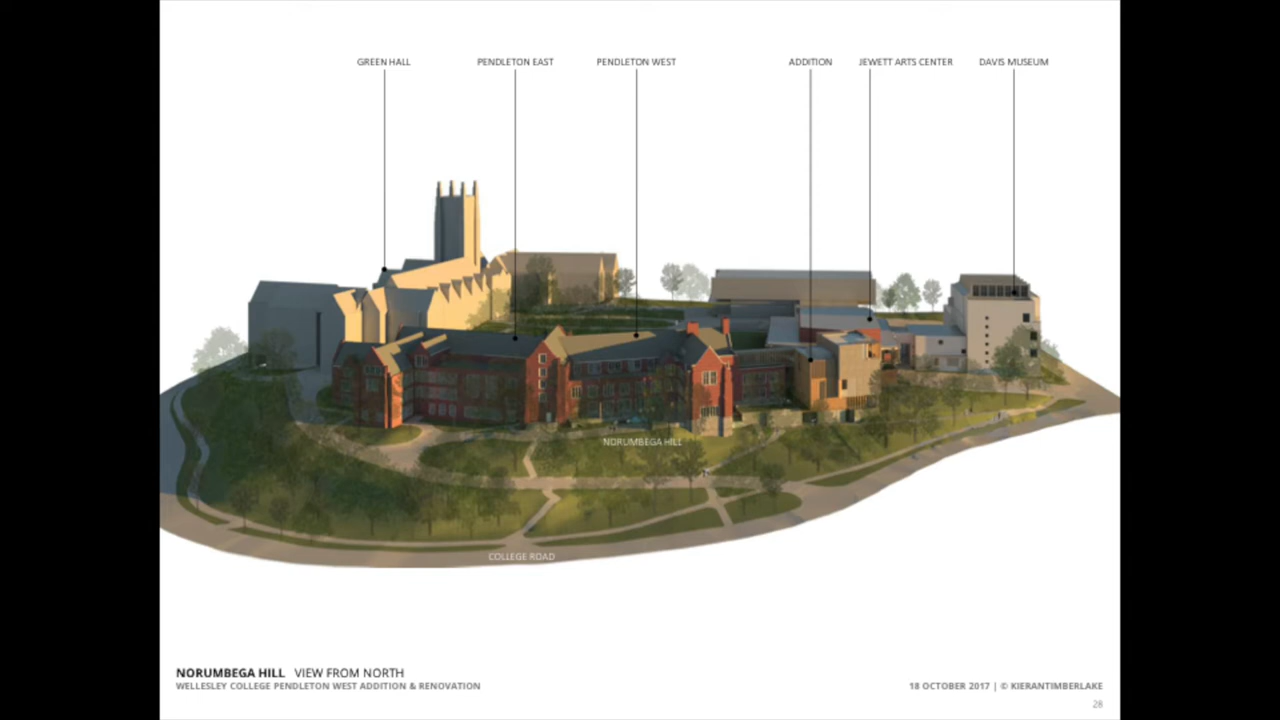 GREEN HALL
PENDLETON EAST
PENDLETON WEST
ADDITION
JEWETT ARTS CENTER
DAVIS MUSEUM
NORUMBEGA HILL
COLLEGE ROAD
NORUMBEGA HILL VIEW FROM NORTH
WELLESLEY COLLEGE PENDLETON WEST ADDITION & RENOVATION
18 OCTOBER 2017 | © KIERANTIMBERLAKE
28